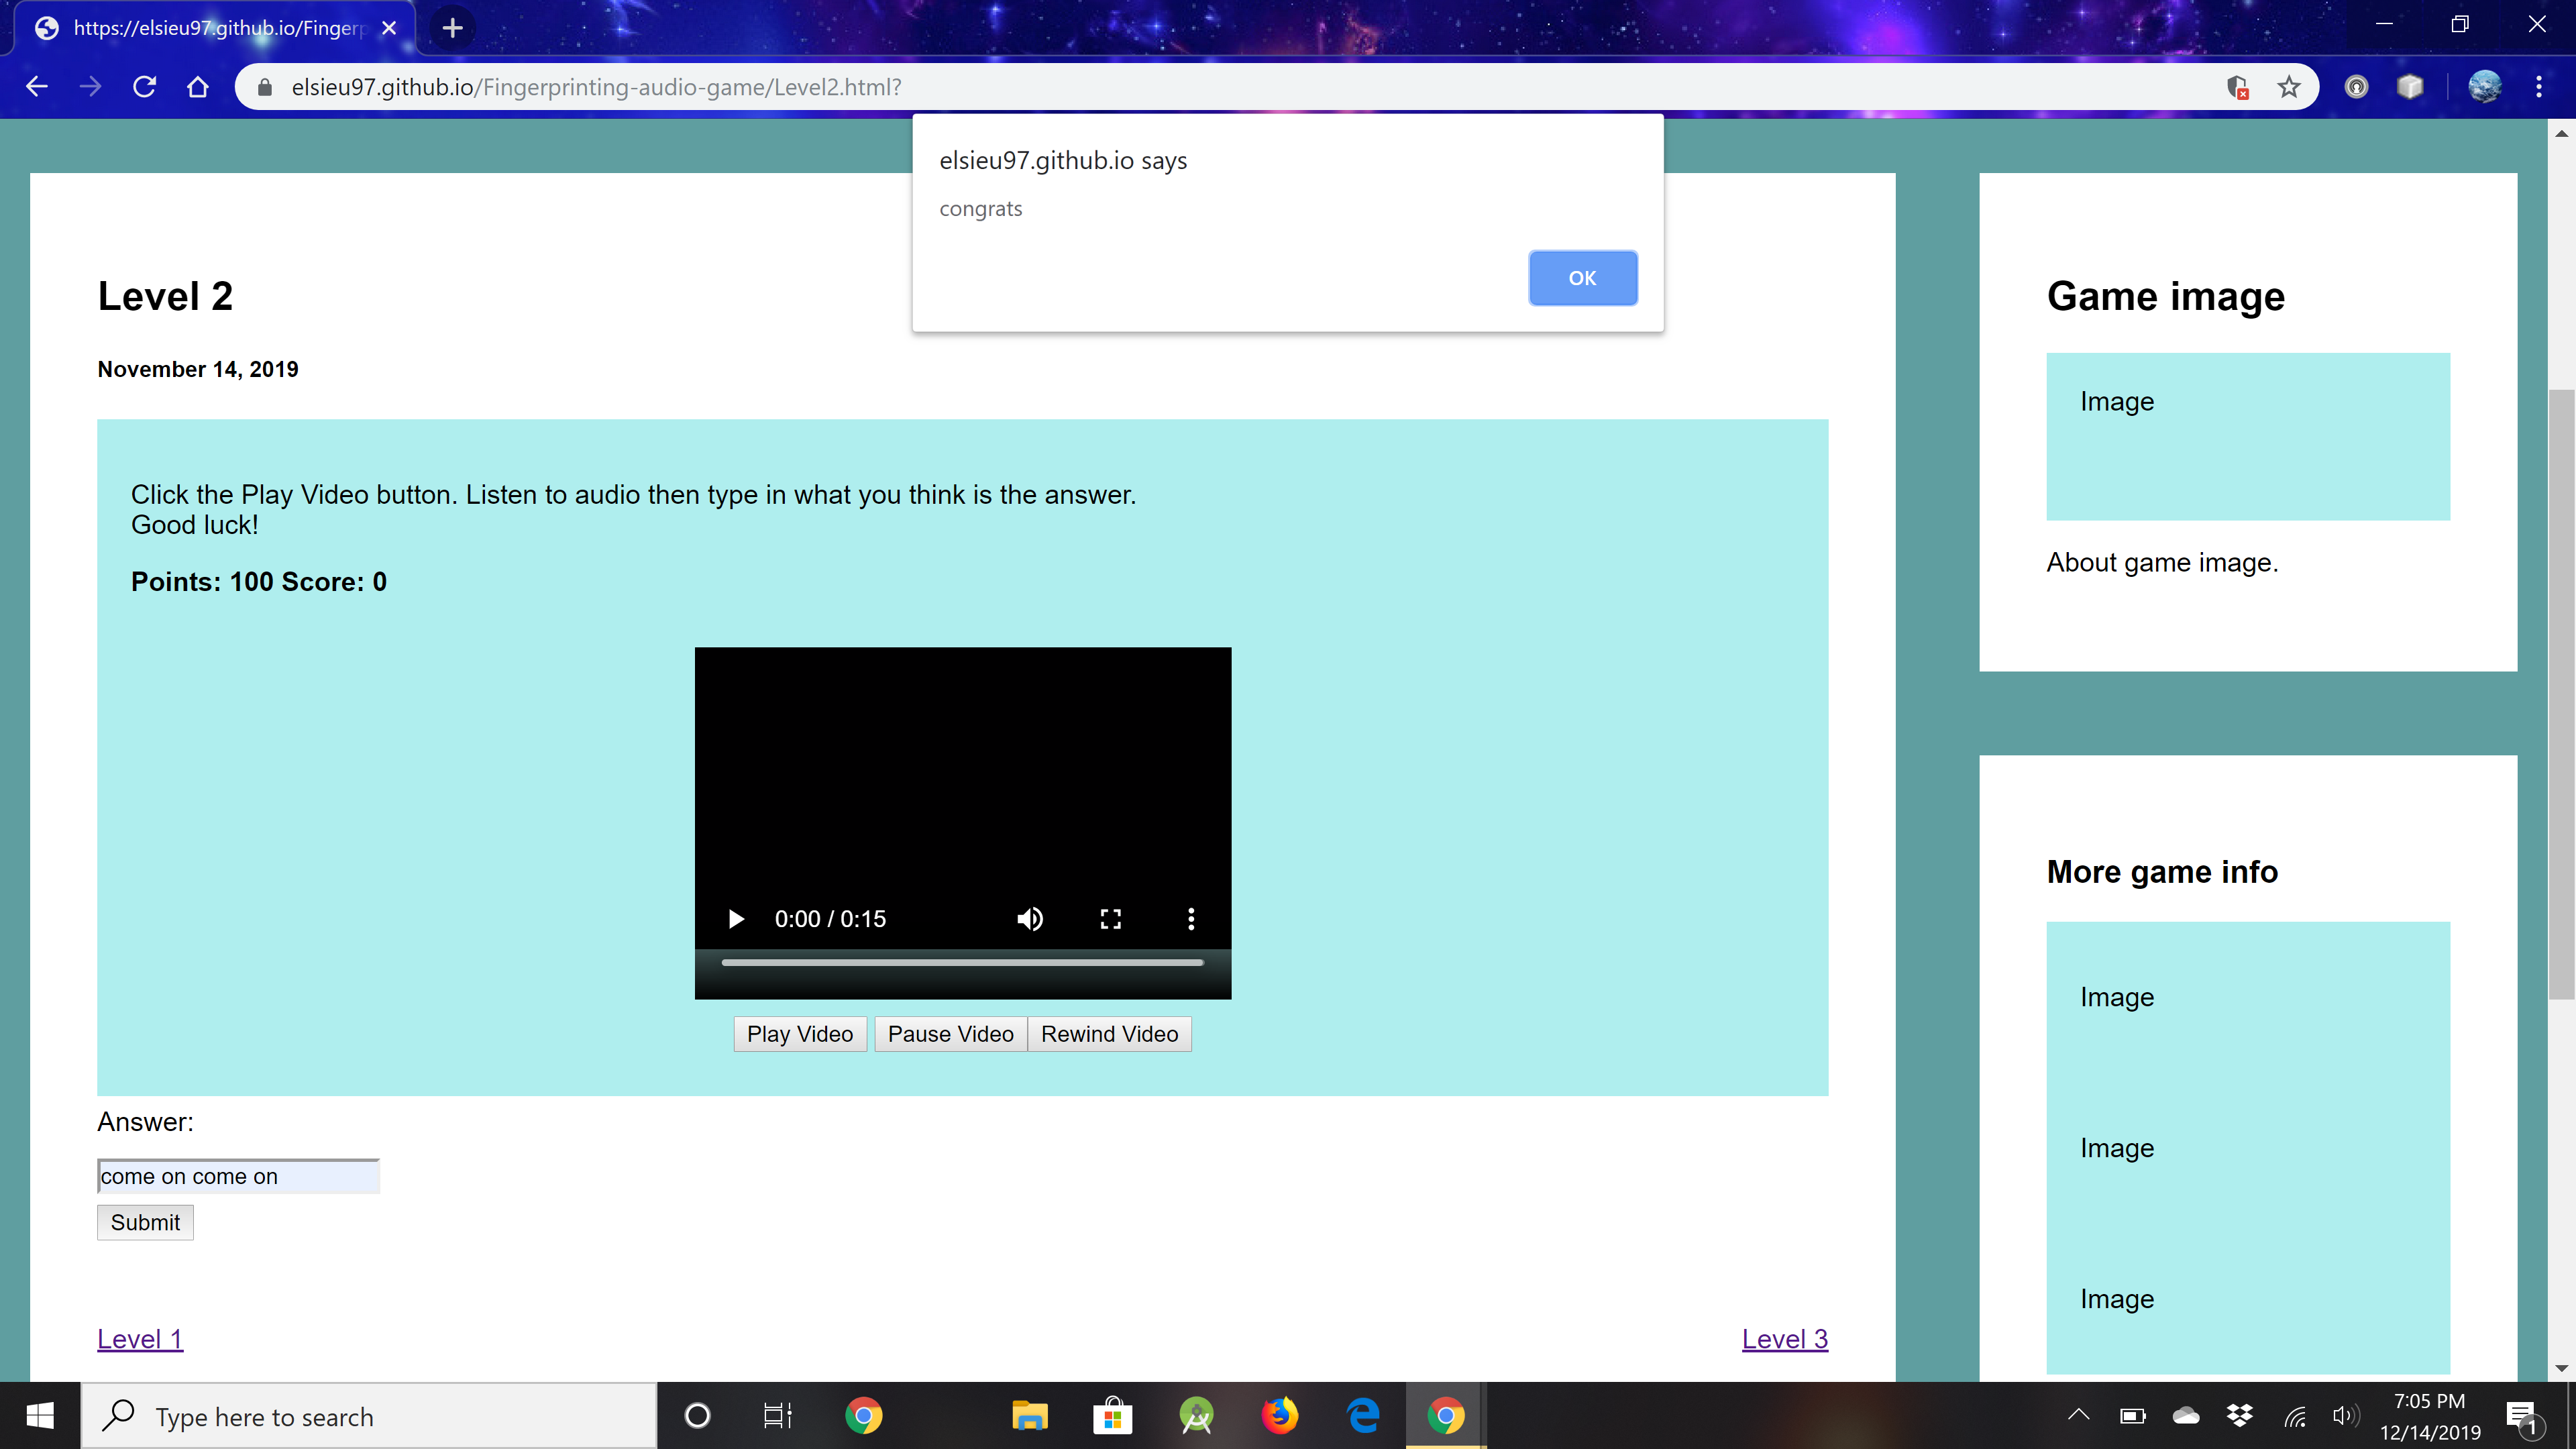 https://elsieu97.github.io/Fingerp
elsieu97.github.io/Fingerprinting-audio-game/Level2.html?
elsieu97.github.io says
congrats
OK
Level 2
November 14, 2019
Click the Play Video button. Listen to audio then type in what you think is the answer.
Good luck!
Points: 100 Score: 0
0:00 / 0:15
Play Video
Pause Video
Rewind Video
Answer:
come on come on
Submit
Level 1
Level 3
Game image
Image
About game image.
More game info
Image
Image
Image
Type here to search
7:05 PM
12/14/2019
1